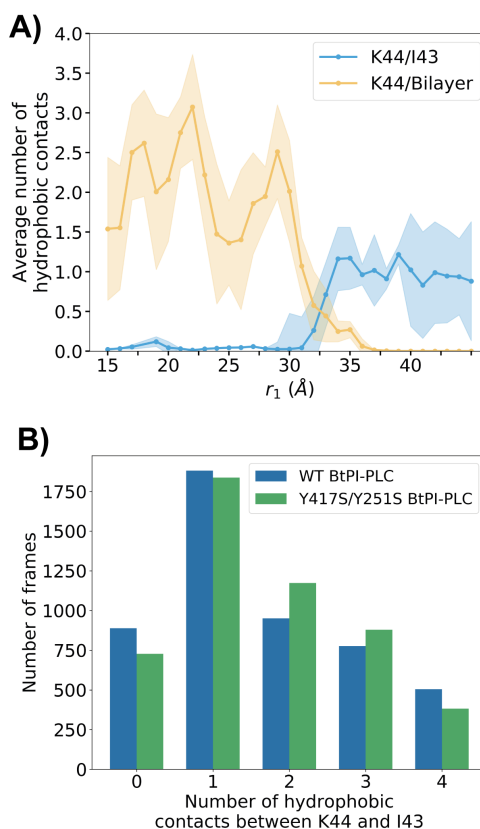 A)
4.0
3.5
3.0
2.5
2.0
1.5
1.0
0.5
0.0
Average number of
hydrophobic contacts
K44/I43
K44/Bilayer
15 20 25 30 35 40
r₁ (Å)
B)
1750
1500
1250
1000
750
500
250
0
Number of frames
WT BtPI-PLC
Y417S/Y251S BtPI-PLC
0 1 2 3 4
Number of hydrophobic
contacts between K44 and I43